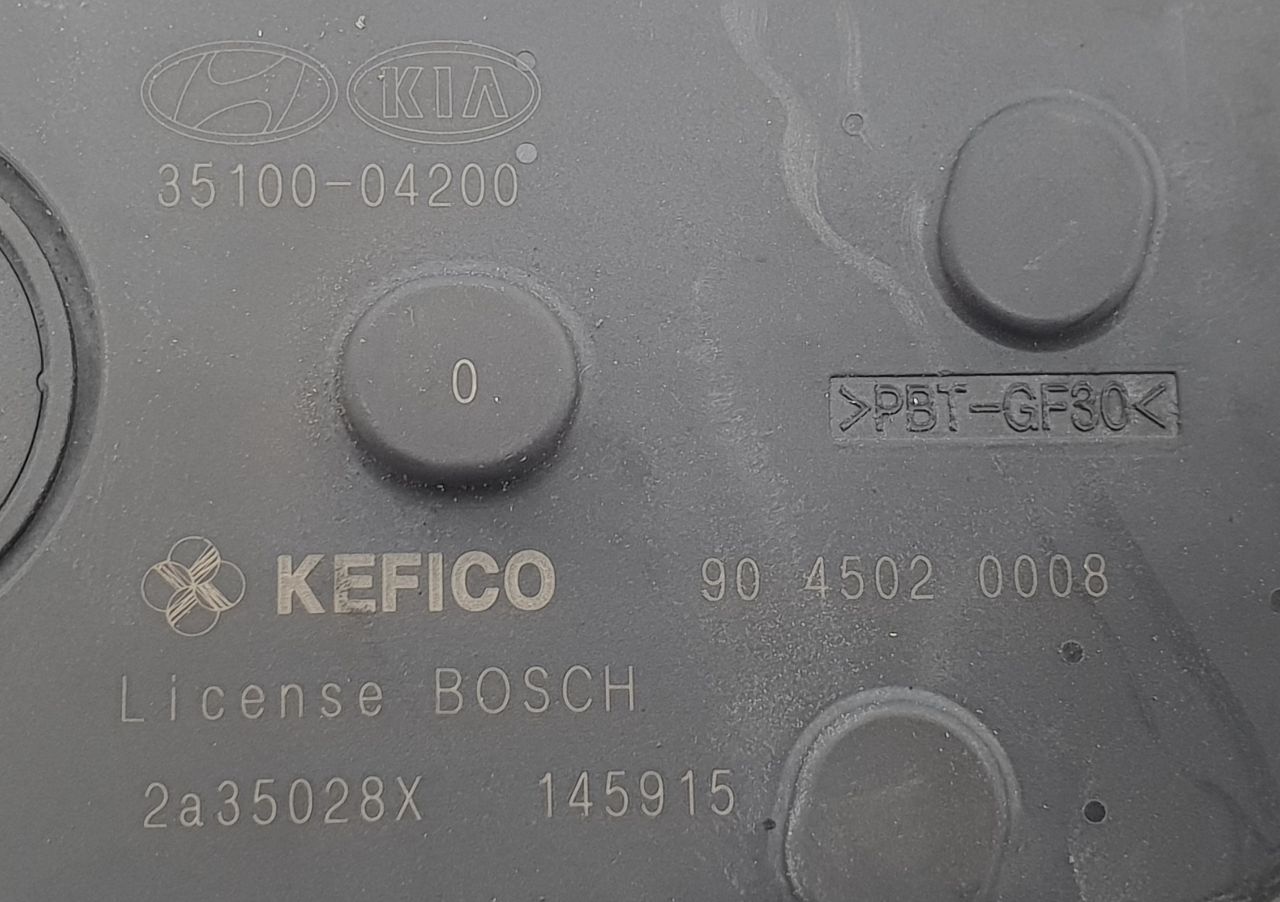 KIA
35100-04200
0
>PBT-GF30<
KEFICO 90 4502 0008
License BOSCH
2a35028X 145915